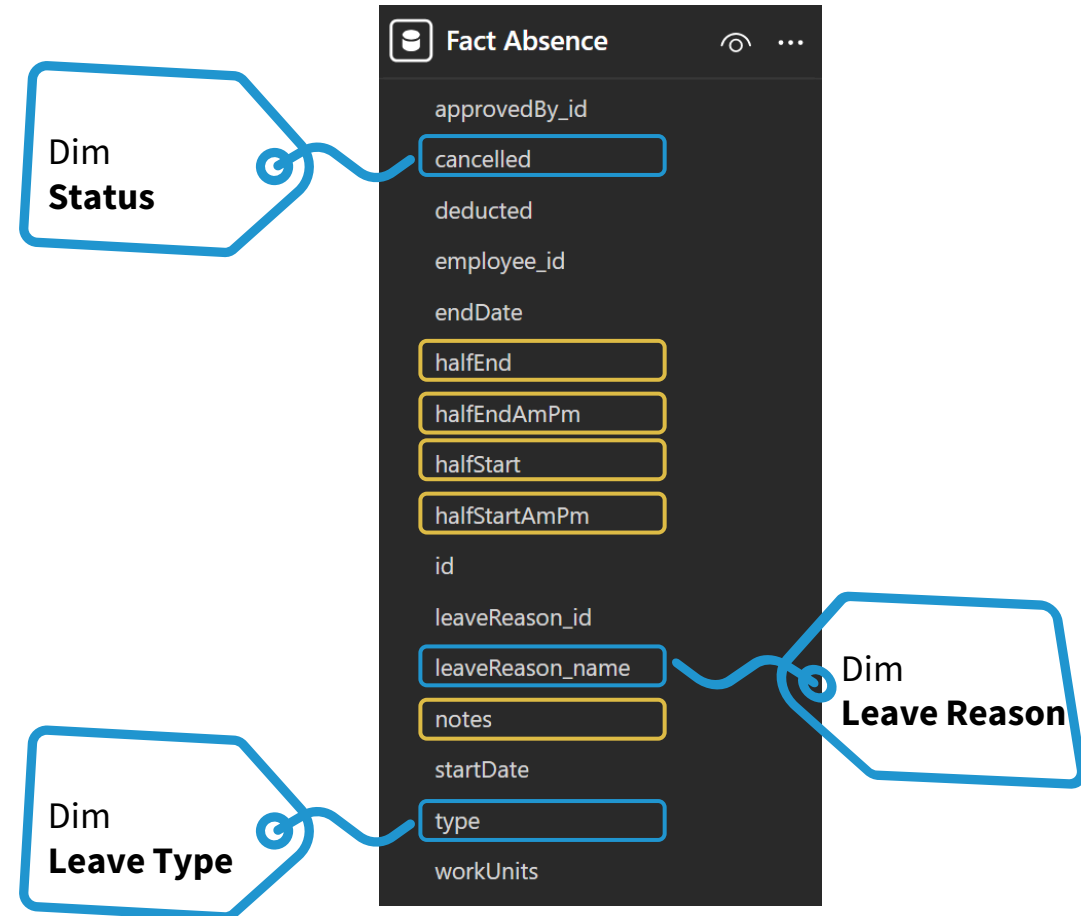 Fact Absence
approvedBy_id
cancelled
deducted
employee_id
endDate
halfEnd
halfEndAmPm
halfStart
halfStartAmPm
id
leaveReason_id
leaveReason_name
notes
startDate
type
workUnits
Dim
Status
Dim
Leave Reason
Dim
Leave Type